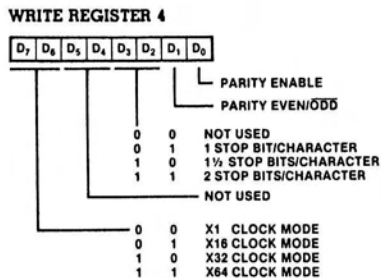 WRITE REGISTER 4
D7 D6 D5 D4 D3 D2 D1 D0
PARITY ENABLE
PARITY EVEN/ODD
0 0 NOT USED
0 1 1 STOP BIT/CHARACTER
1 0 1½ STOP BITS/CHARACTER
1 1 2 STOP BITS/CHARACTER
NOT USED
0 0 X1 CLOCK MODE
0 1 X16 CLOCK MODE
1 0 X32 CLOCK MODE
1 1 X64 CLOCK MODE